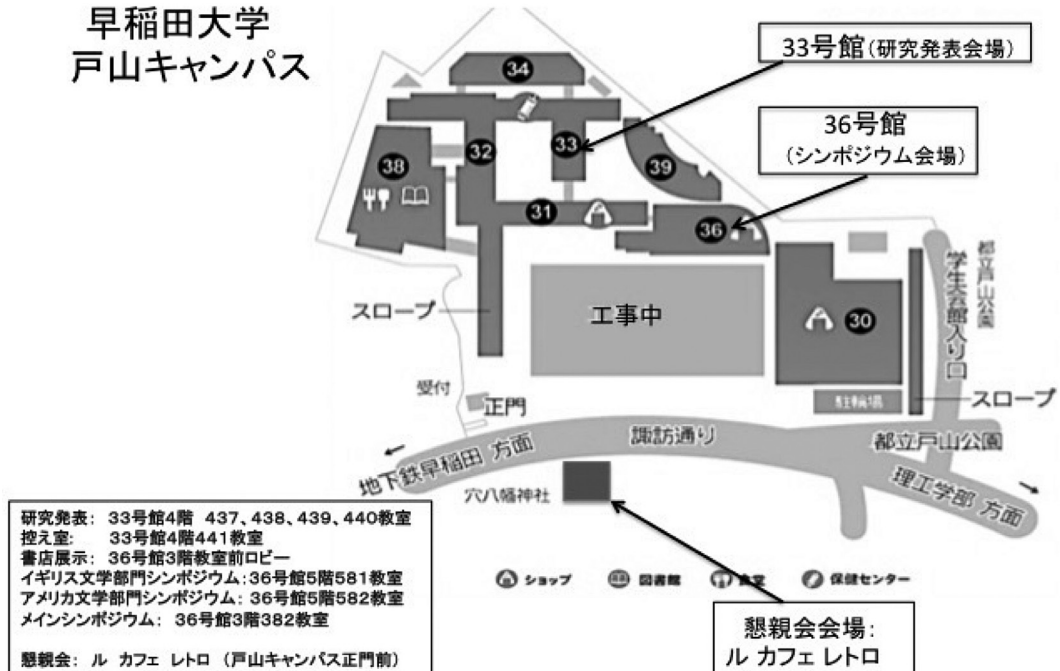 早稲田大学
戸山キャンパス
33号館(研究発表会場)
36号館
(シンポジウム会場)
34
33
32
38
39
31
36
30
都立戸山公園
学生会館入り口
スロープ
工事中
受付
正門
駐輪場
スロープ
諏訪通り
都立戸山公園
地下鉄早稲田 方面
理工学部 方面
穴八幡神社
研究発表: 33号館4階 437、438、439、440教室
控え室: 33号館4階441教室
書店展示: 36号館3階教室前ロビー
イギリス文学部門シンポジウム:36号館5階581教室
アメリカ文学部門シンポジウム: 36号館5階582教室
メインシンポジウム: 36号館3階382教室
懇親会: ル カフェ レトロ (戸山キャンパス正門前)
ショップ
図書館
食堂
保健センター
懇親会会場:
ル カフェ レトロ